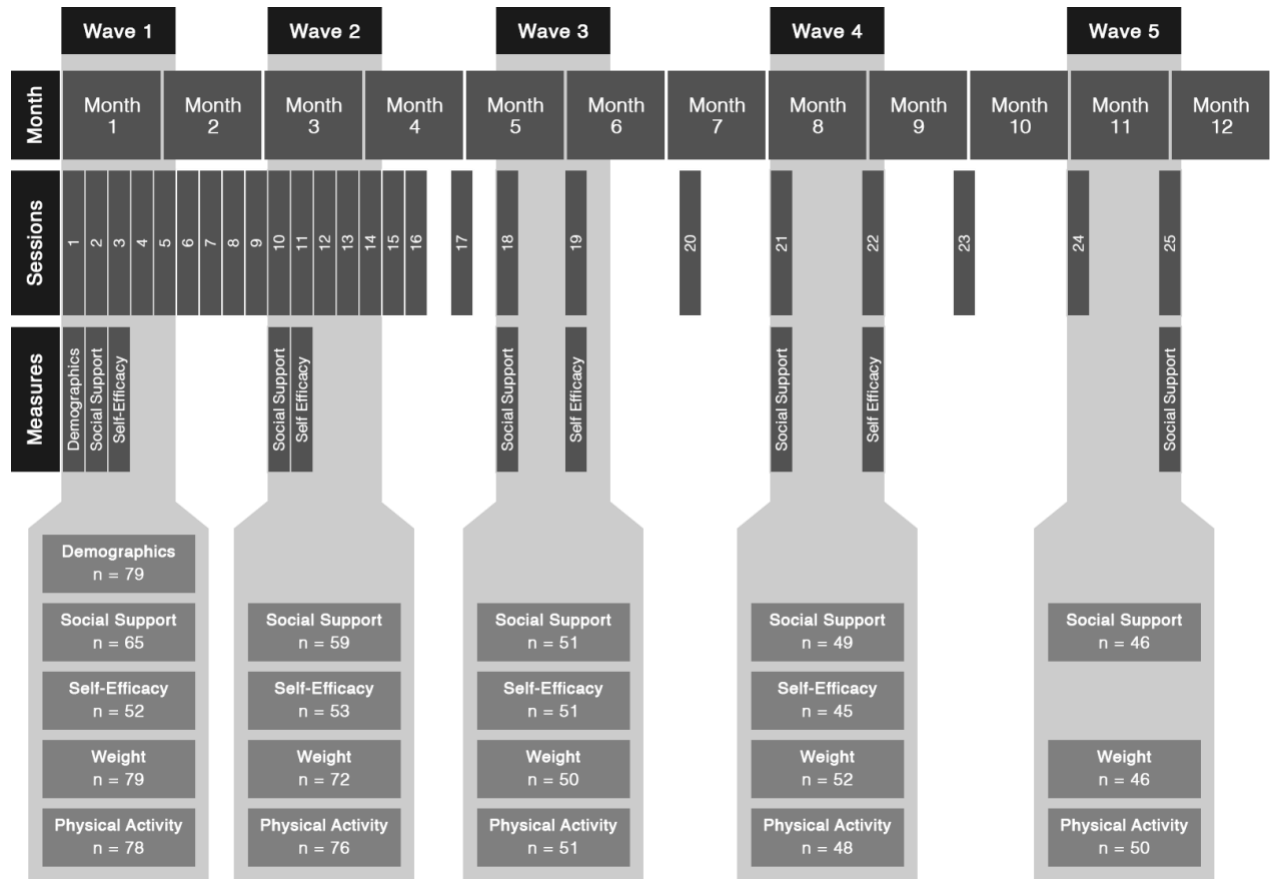 Wave 1
Wave 2
Wave 3
Wave 4
Wave 5
Month
Month
1
Month
2
Month
3
Month
4
Month
5
Month
6
Month
7
Month
8
Month
9
Month
10
Month
11
Month
12
Sessions
1
2
3
4
5
6
7
8
9
10
11
12
13
14
15
16
17
18
19
20
21
22
23
24
25
Measures
Demographics
Social Support
Self-Efficacy
Social Support
Self Efficacy
Social Support
Self Efficacy
Social Support
Self Efficacy
Social Support
Demographics
n = 79
Social Support
n = 65
Self-Efficacy
n = 52
Weight
n = 79
Physical Activity
n = 78
Social Support
n = 59
Self-Efficacy
n = 53
Weight
n = 72
Physical Activity
n = 76
Social Support
n = 51
Self-Efficacy
n = 51
Weight
n = 50
Physical Activity
n = 51
Social Support
n = 49
Self-Efficacy
n = 45
Weight
n = 52
Physical Activity
n = 48
Social Support
n = 46
Weight
n = 46
Physical Activity
n = 50